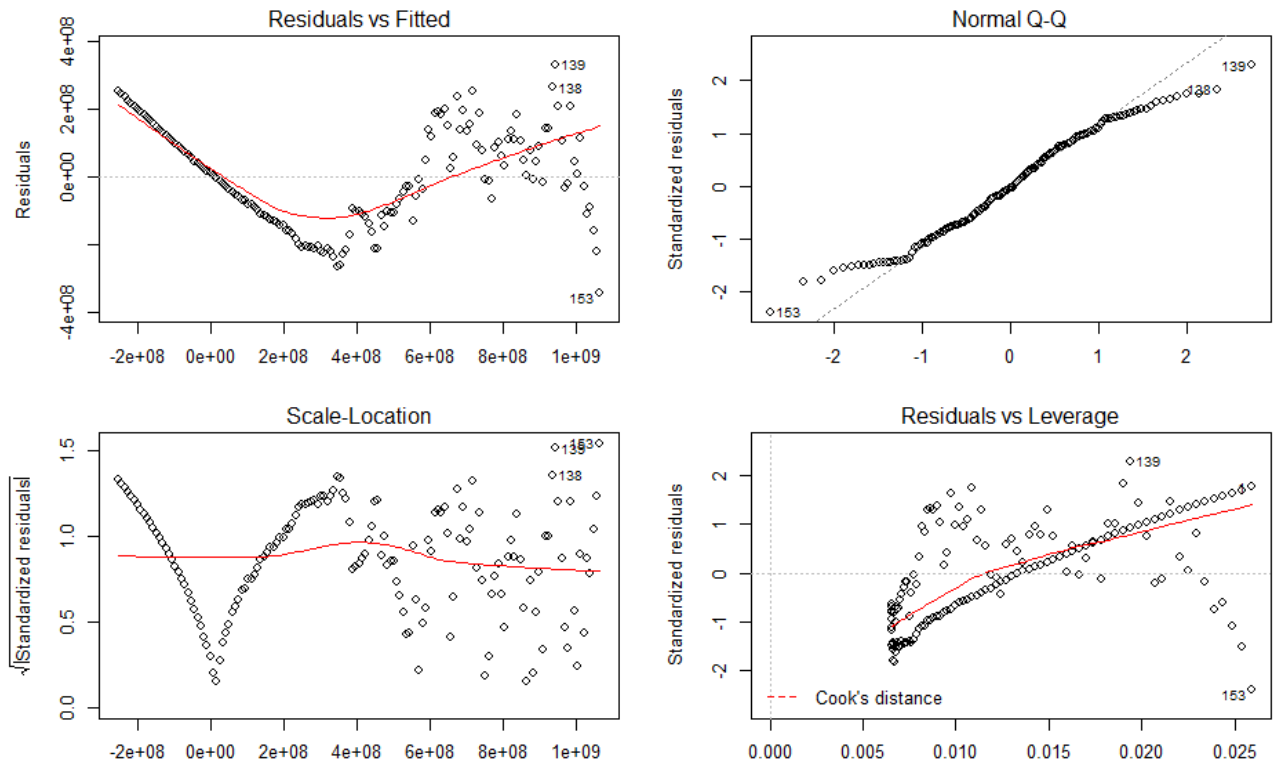 Residuals vs Fitted
Residuals
4e+08
2e+08
0e+00
-4e+08
139
138
153
-2e+08 0e+00 2e+08 4e+08 6e+08 8e+08 1e+09
Normal Q-Q
Standardized residuals
2
1
0
-1
-2
139
138
153
-2 -1 0 1 2
Scale-Location
√|Standardized residuals|
1.5
1.0
0.5
0.0
153
139
138
-2e+08 0e+00 2e+08 4e+08 6e+08 8e+08 1e+09
Residuals vs Leverage
Standardized residuals
2
1
0
-1
-2
139
1
153
Cook's distance
0.000 0.005 0.010 0.015 0.020 0.025